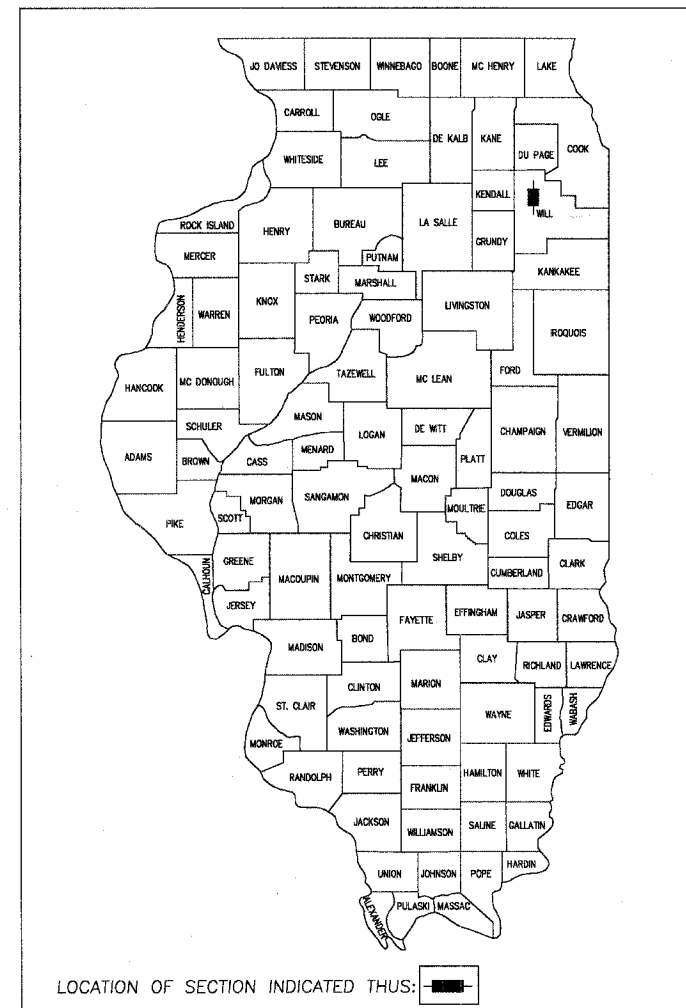 JO DAVIESS STEVENSON WINNEBAGO BOONE MC HENRY LAKE
CARROLL OGLE
DE KALB KANE COOK
DU PAGE
WHITESIDE LEE
KENDALL
WILL
ROCK ISLAND HENRY BUREAU LA SALLE
GRUNDY
MERCER PUTNAM
KANKAKEE
STARK MARSHALL
HENDERSON WARREN KNOX LIVINGSTON
PEORIA WOODFORD IROQUOIS
FULTON TAZEWELL MC LEAN FORD
HANCOOK MC DONOUGH
MASON
SCHULER LOGAN DE WITT CHAMPAIGN VERMILION
ADAMS BROWN CASS MENARD PLATT
MACON
MORGAN SANGAMON DOUGLAS
MOULTRIE EDGAR
PIKE SCOTT
CHRISTIAN COLES
SHELBY
GREENE CLARK
CALHOUN MACOUPIN MONTGOMERY CUMBERLAND
JERSEY
FAYETTE EFFINGHAM JASPER CRAWFORD
BOND
MADISON CLAY
RICHLAND LAWRENCE
CLINTON MARION
ST. CLAIR WAYNE EDWARDS WABASH
WASHINGTON JEFFERSON
MONROE
RANDOLPH PERRY HAMILTON WHITE
FRANKLIN
JACKSON WILLIAMSON SALINE GALLATIN
HARDIN
UNION JOHNSON POPE
ALEXANDER PULASKI MASSAC
LOCATION OF SECTION INDICATED THUS: